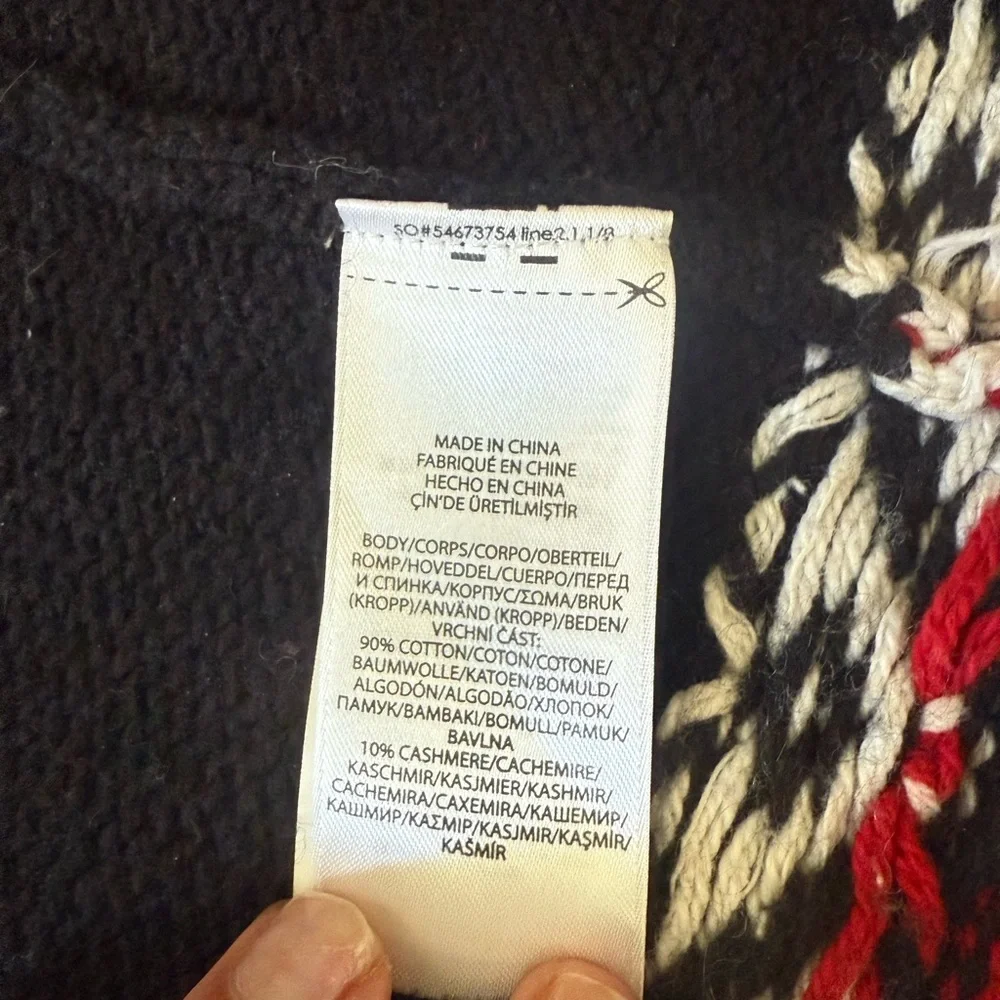 SO#54673754 line2.1.1/8
MADE IN CHINA
FABRIQUÉ EN CHINE
HECHO EN CHINA
ÇİN'DE ÜRETİLMİŞTİR
BODY/CORPS/CORPO/OBERTEIL/
ROMP/HOVEDDEL/CUERPO/ПЕРЕД
И СПИНКА/КОРПУС/ΣΩΜΑ/BRUK
(KROPP)/ANVÄND (KROPP)/BEDEN/
VRCHNÍ ČÁST:
90% COTTON/COTON/COTONE/
BAUMWOLLE/KATOEN/BOMULD/
ALGODÓN/ALGODÃO/ХЛОПОК/
ПАМУК/ΒΑΜΒΑΚΙ/BOMULL/PAMUK/
BAVLNA
10% CASHMERE/CACHEMIRE/
KASCHMIR/KASJMIER/KASHMIR/
CACHEMIRA/CAXEMIRA/КАШЕМИР/
КАШМИР/ΚΑΣΜΙΡ/KASJMIR/KAŞMİR/
KAŠMÍR